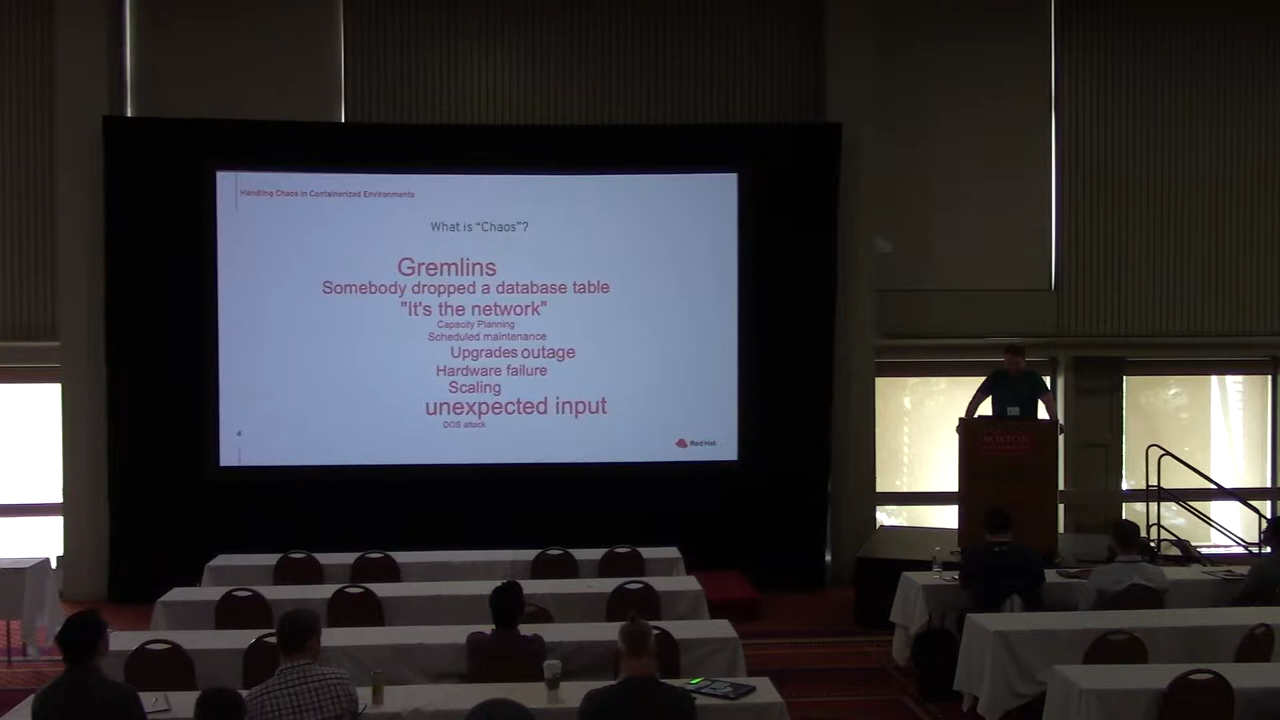 Handling Chaos in Containerized Environments
What is “Chaos”?
Gremlins
Somebody dropped a database table
"It's the network"
Capacity Planning
Scheduled maintenance
Upgrades outage
Hardware failure
Scaling
unexpected input
DOS attack
4
Red Hat
BOSTON